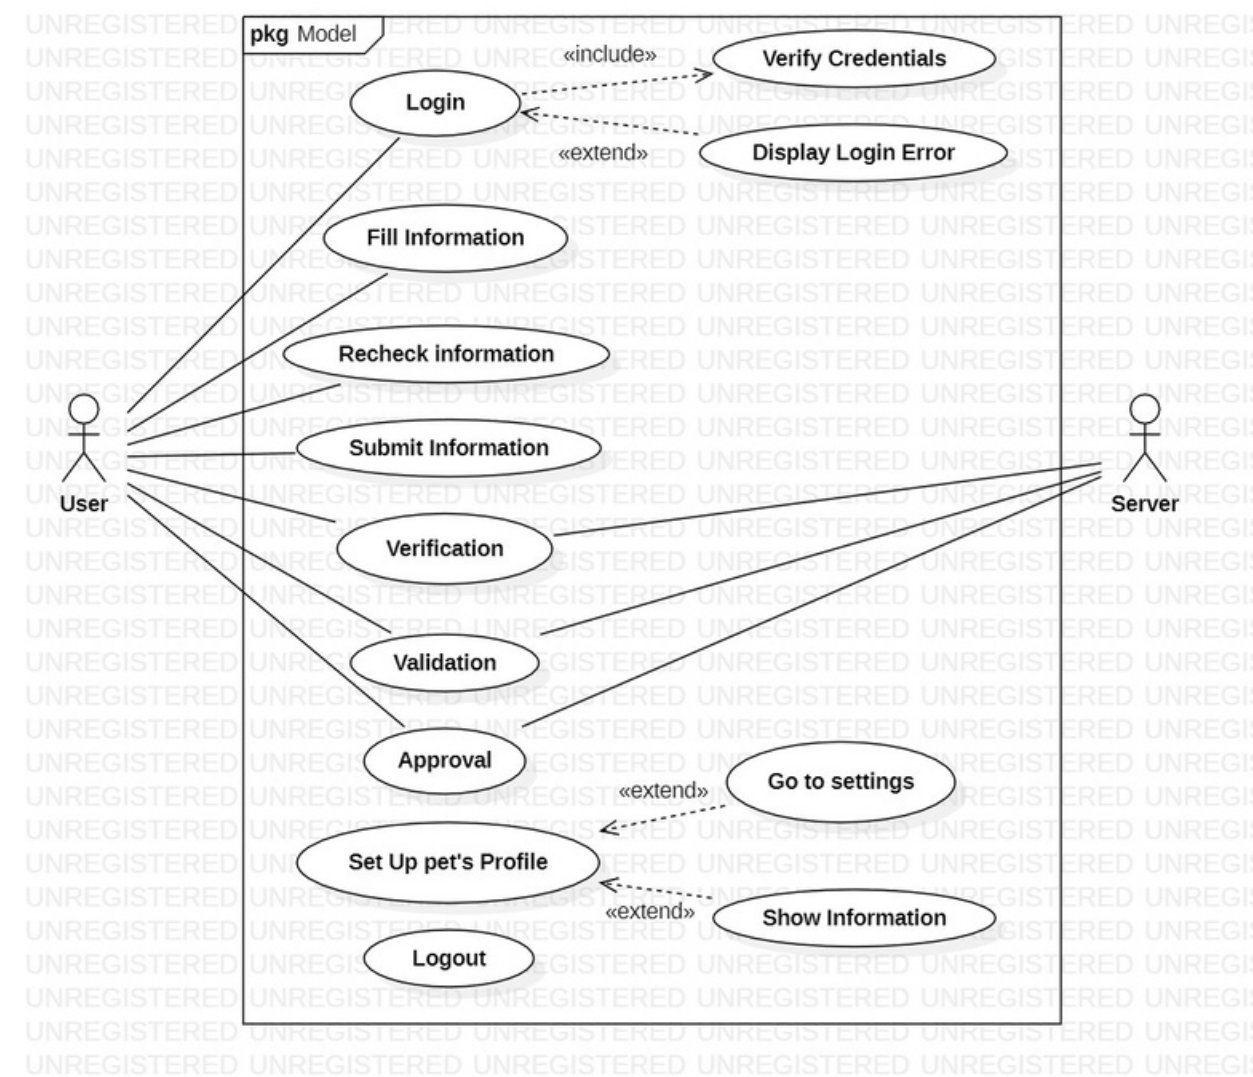 pkg Model
«include»
Verify Credentials
Login
«extend»
Display Login Error
Fill Information
Recheck information
Submit Information
User
Server
Verification
Validation
Approval
«extend»
Go to settings
Set Up pet's Profile
«extend»
Show Information
Logout
UNREGISTERED